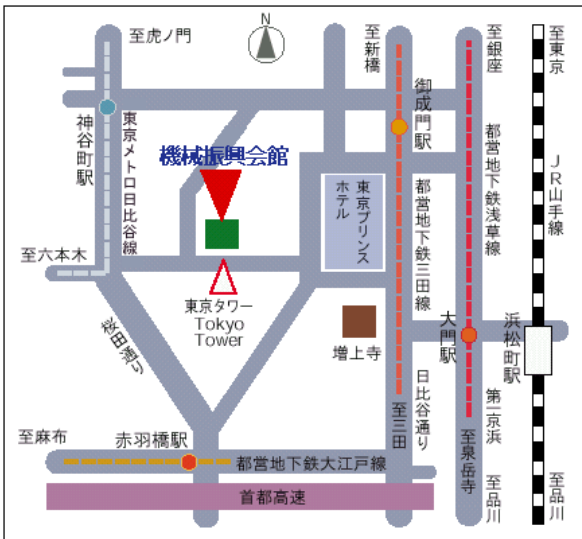 至虎ノ門
N
至新橋
至銀座
至東京
神谷町駅
東京メトロ日比谷線
機械振興会館
御成門駅
都営地下鉄浅草線
JR山手線
東京プリンス
ホテル
都営地下鉄三田線
至六本木
東京タワー
Tokyo
Tower
桜田通り
増上寺
大門駅
浜松町駅
日比谷通り
第一京浜
至三田
至泉岳寺
至麻布
赤羽橋駅
都営地下鉄大江戸線
首都高速
至品川
至品川